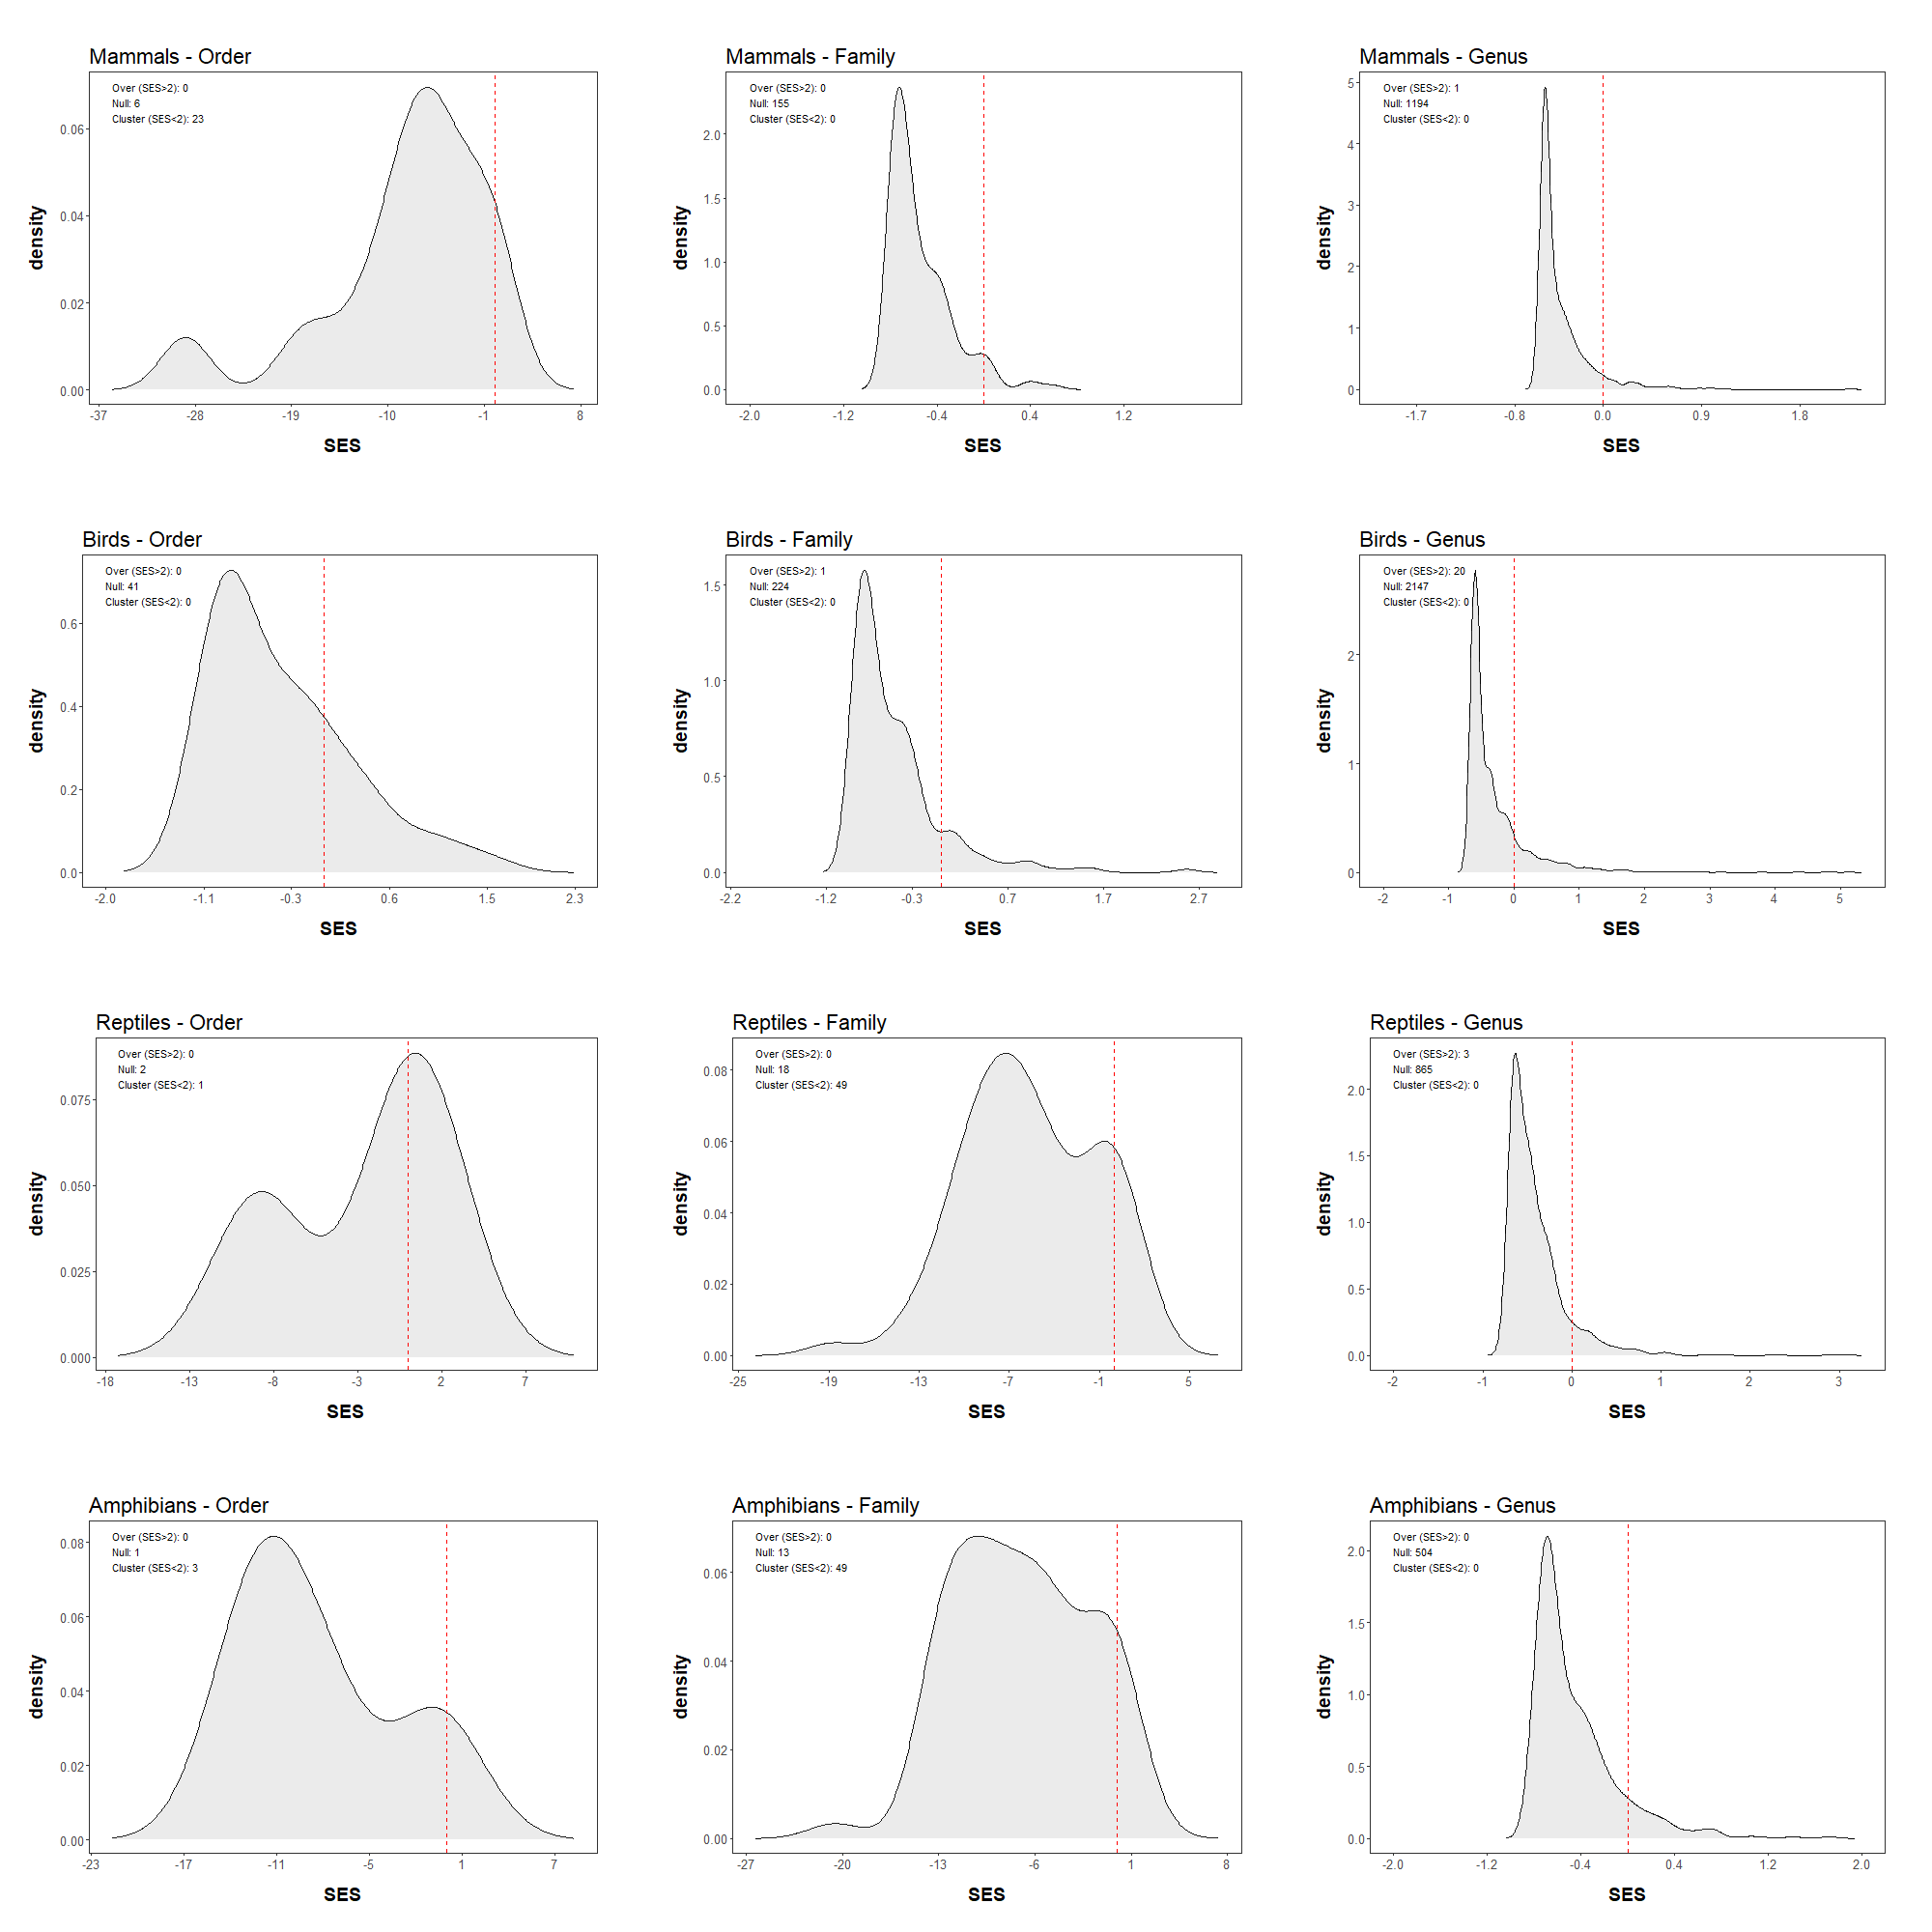 Mammals - Order
Over (SES>2): 0
Null: 6
Cluster (SES<2): 23
0.06
0.04
0.02
0.00
density
-37 -28 -19 -10 -1 8
SES
Mammals - Family
Over (SES>2): 0
Null: 155
Cluster (SES<2): 0
2.0
1.5
1.0
0.5
0.0
density
-2.0 -1.2 -0.4 0.4 1.2
SES
Mammals - Genus
Over (SES>2): 1
Null: 1194
Cluster (SES<2): 0
5
4
3
2
1
0
density
-1.7 -0.8 0.0 0.9 1.8
SES
Birds - Order
Over (SES>2): 0
Null: 41
Cluster (SES<2): 0
0.6
0.4
0.2
0.0
density
-2.0 -1.1 -0.3 0.6 1.5 2.3
SES
Birds - Family
Over (SES>2): 1
Null: 224
Cluster (SES<2): 0
1.5
1.0
0.5
0.0
density
-2.2 -1.2 -0.3 0.7 1.7 2.7
SES
Birds - Genus
Over (SES>2): 20
Null: 2147
Cluster (SES<2): 0
2
1
0
density
-2 -1 0 1 2 3 4 5
SES
Reptiles - Order
Over (SES>2): 0
Null: 2
Cluster (SES<2): 1
0.075
0.050
0.025
0.000
density
-18 -13 -8 -3 2 7
SES
Reptiles - Family
Over (SES>2): 0
Null: 18
Cluster (SES<2): 49
0.08
0.06
0.04
0.02
0.00
density
-25 -19 -13 -7 -1 5
SES
Reptiles - Genus
Over (SES>2): 3
Null: 865
Cluster (SES<2): 0
2.0
1.5
1.0
0.5
0.0
density
-2 -1 0 1 2 3
SES
Amphibians - Order
Over (SES>2): 0
Null: 1
Cluster (SES<2): 3
0.08
0.06
0.04
0.02
0.00
density
-23 -17 -11 -5 1 7
SES
Amphibians - Family
Over (SES>2): 0
Null: 13
Cluster (SES<2): 49
0.06
0.04
0.02
0.00
density
-27 -20 -13 -6 1 8
SES
Amphibians - Genus
Over (SES>2): 0
Null: 504
Cluster (SES<2): 0
2.0
1.5
1.0
0.5
0.0
density
-2.0 -1.2 -0.4 0.4 1.2 2.0
SES